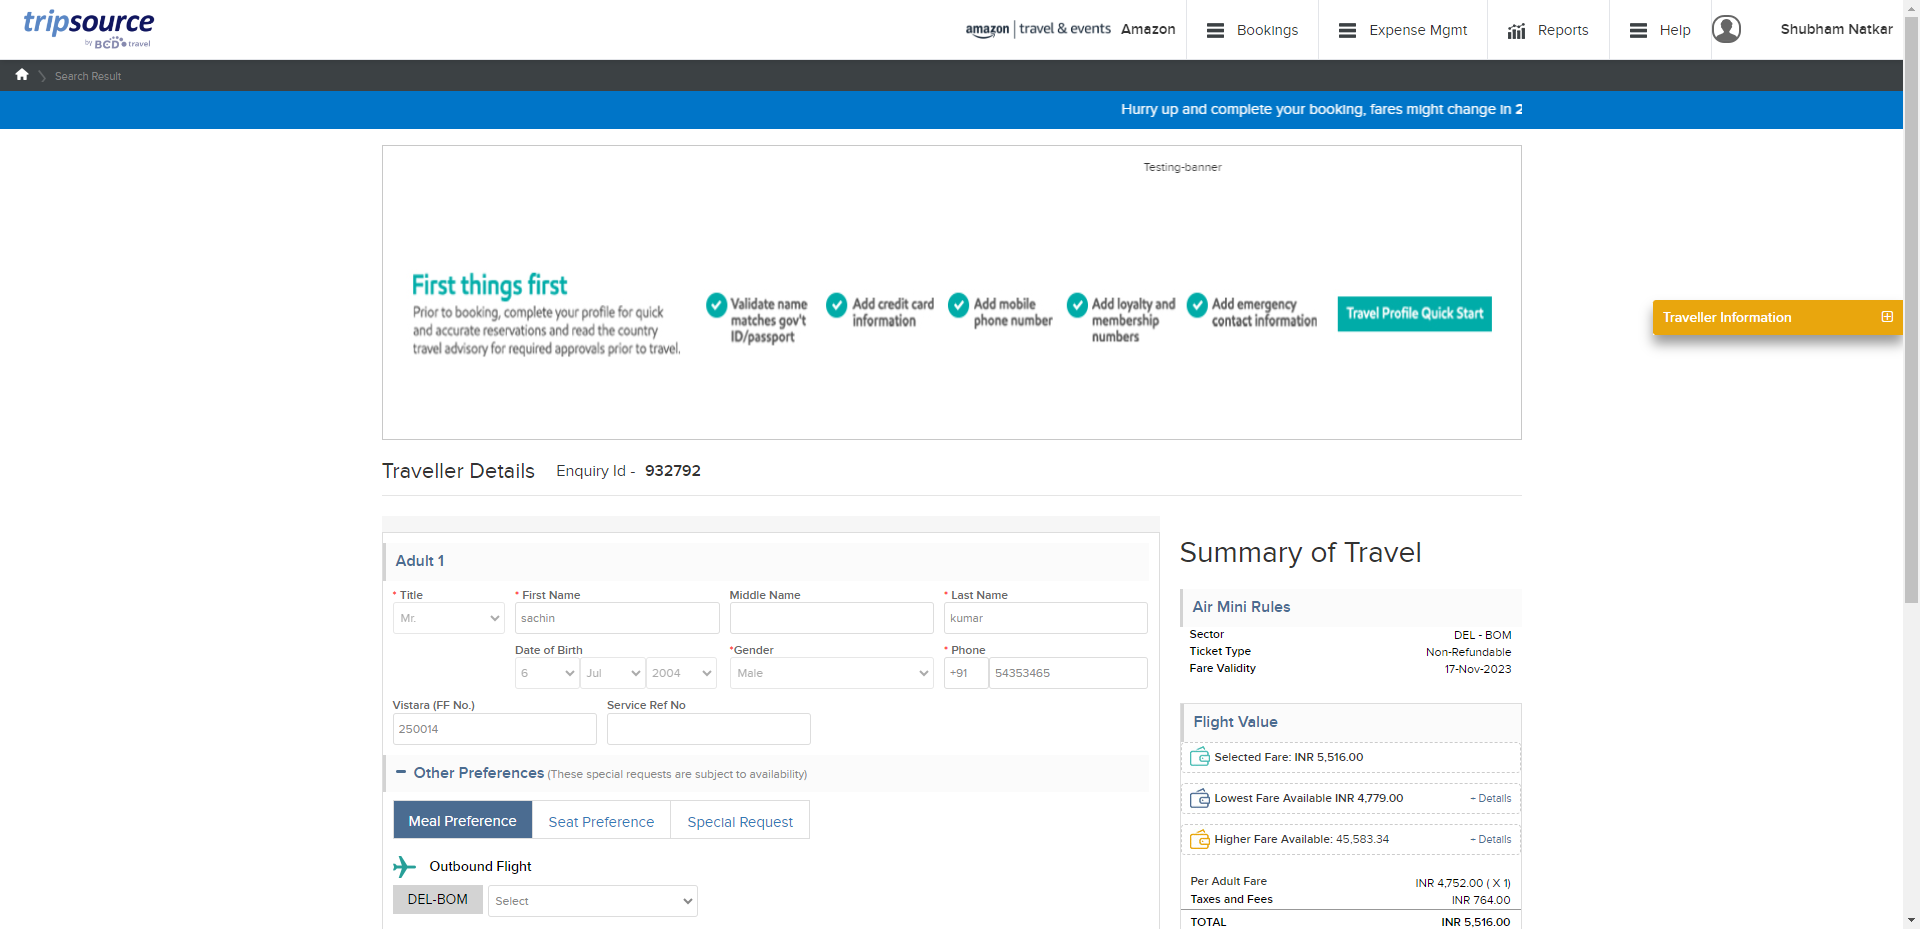 tripsource
by BCD travel
amazon | travel & events Amazon
Bookings
Expense Mgmt
Reports
Help
Shubham Natkar
Search Result
Hurry up and complete your booking, fares might change in 2
Testing-banner
First things first
Prior to booking, complete your profile for quick
and accurate reservations and read the country
travel advisory for required approvals prior to travel.
Validate name
matches gov't
ID/passport
Add credit card
information
Add mobile
phone number
Add loyalty and
membership
numbers
Add emergency
contact information
Travel Profile Quick Start
Traveller Information
Traveller Details Enquiry Id - 932792
Adult 1
* Title
Mr.
* First Name
sachin
Middle Name
* Last Name
kumar
Date of Birth
6 Jul 2004
*Gender
Male
* Phone
+91 54353465
Vistara (FF No.)
250014
Service Ref No
Other Preferences (These special requests are subject to availability)
Meal Preference
Seat Preference
Special Request
Outbound Flight
DEL-BOM Select
Summary of Travel
Air Mini Rules
Sector DEL - BOM
Ticket Type Non-Refundable
Fare Validity 17-Nov-2023
Flight Value
Selected Fare: INR 5,516.00
Lowest Fare Available INR 4,779.00 + Details
Higher Fare Available: 45,583.34 + Details
Per Adult Fare INR 4,752.00 ( X 1)
Taxes and Fees INR 764.00
TOTAL INR 5,516.00